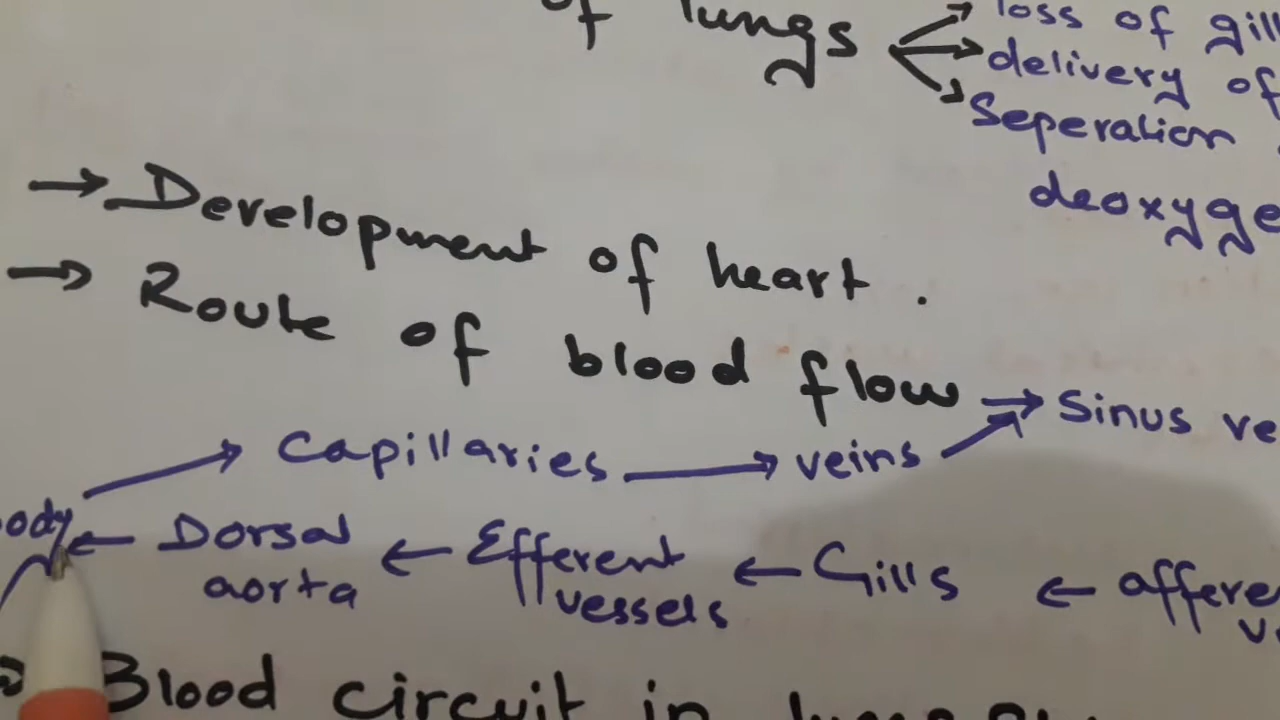 of lungs → loss of gill
→ delivery of
→ Seperation
deoxyge
→ Development of heart .
→ Route of blood flow → Sinus ve
→ Capillaries → veins
ody ← Dorsal aorta ← Efferent vessels ← Gills ← affere
Blood circuit in